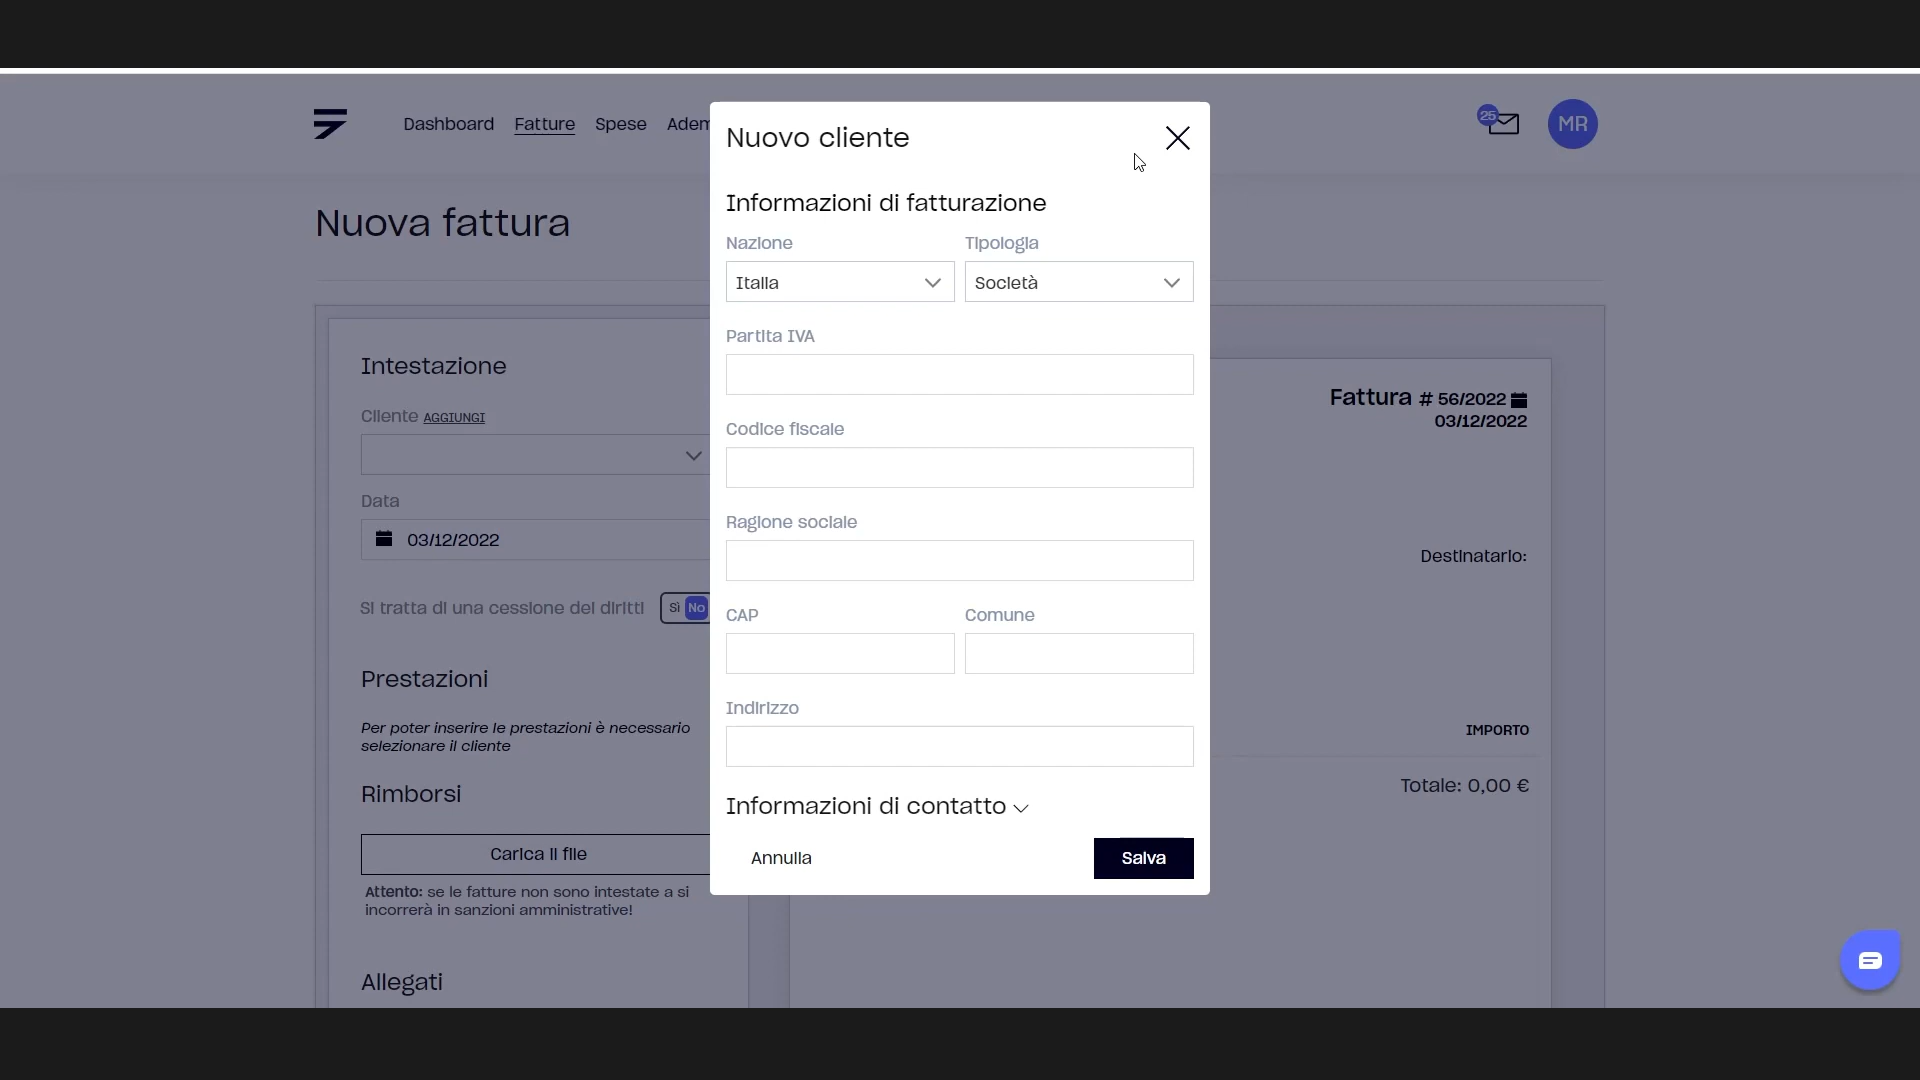 Dashboard Fatture Spese Adem
25
MR
Nuova fattura
Intestazione
Cliente AGGIUNGI
Data
03/12/2022
Si tratta di una cessione dei diritti Sì No
Prestazioni
Per poter inserire le prestazioni è necessario
selezionare il cliente
Rimborsi
Carica il file
Attento: se le fatture non sono intestate a si
incorrerà in sanzioni amministrative!
Allegati
Nuovo cliente
Informazioni di fatturazione
Nazione Tipologia
Italia Società
Partita IVA
Codice fiscale
Ragione sociale
CAP Comune
Indirizzo
Informazioni di contatto
Annulla Salva
Fattura # 56/2022
03/12/2022
Destinatario:
IMPORTO
Totale: 0,00 €